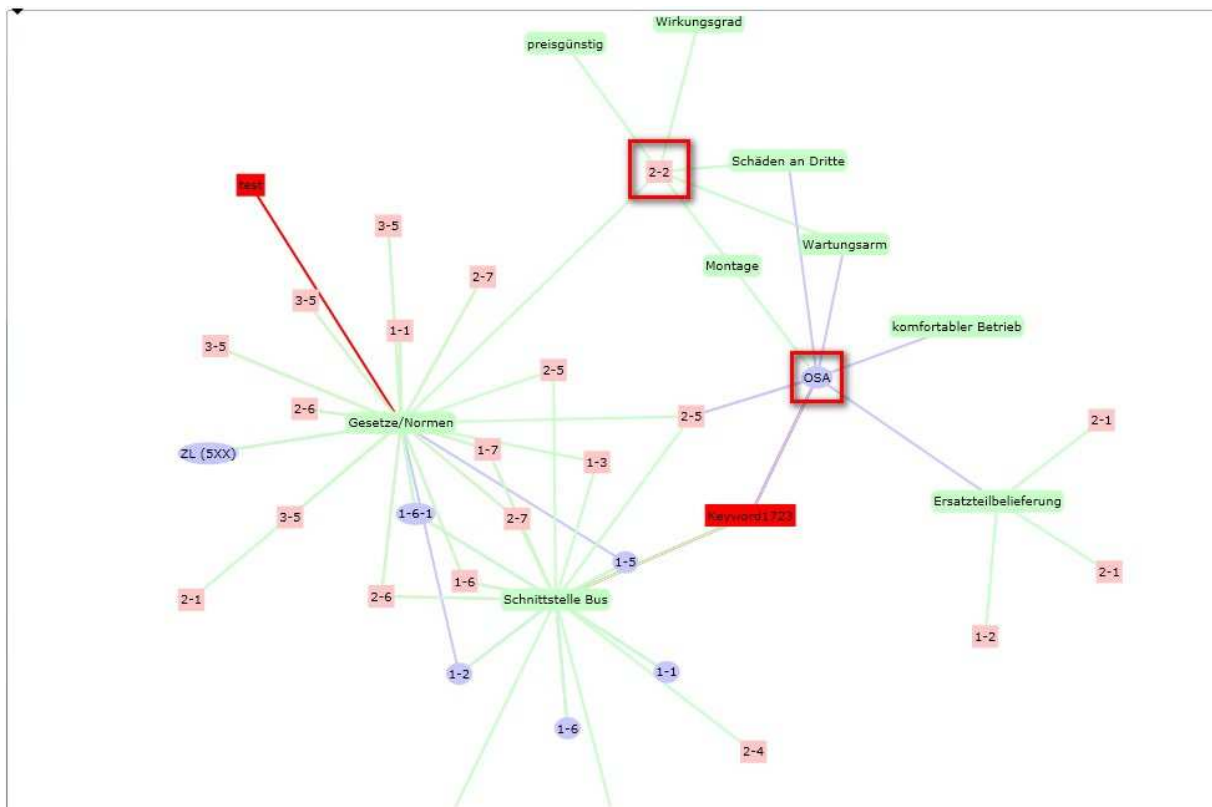 Wirkungsgrad
preisgünstig
Schäden an Dritte
2-2
test
3-5
Wartungsarm
Montage
2-7
3-5
komfortabler Betrieb
1-1
3-5
2-5
OSA
2-6
2-5
Gesetze/Normen
2-1
1-7
ZL (5XX)
1-3
Ersatzteilbelieferung
1-6-1
3-5
2-7
Keyword1723
1-5
2-1
1-6
2-1
2-6
Schnittstelle Bus
1-2
1-2
1-1
1-6
2-4